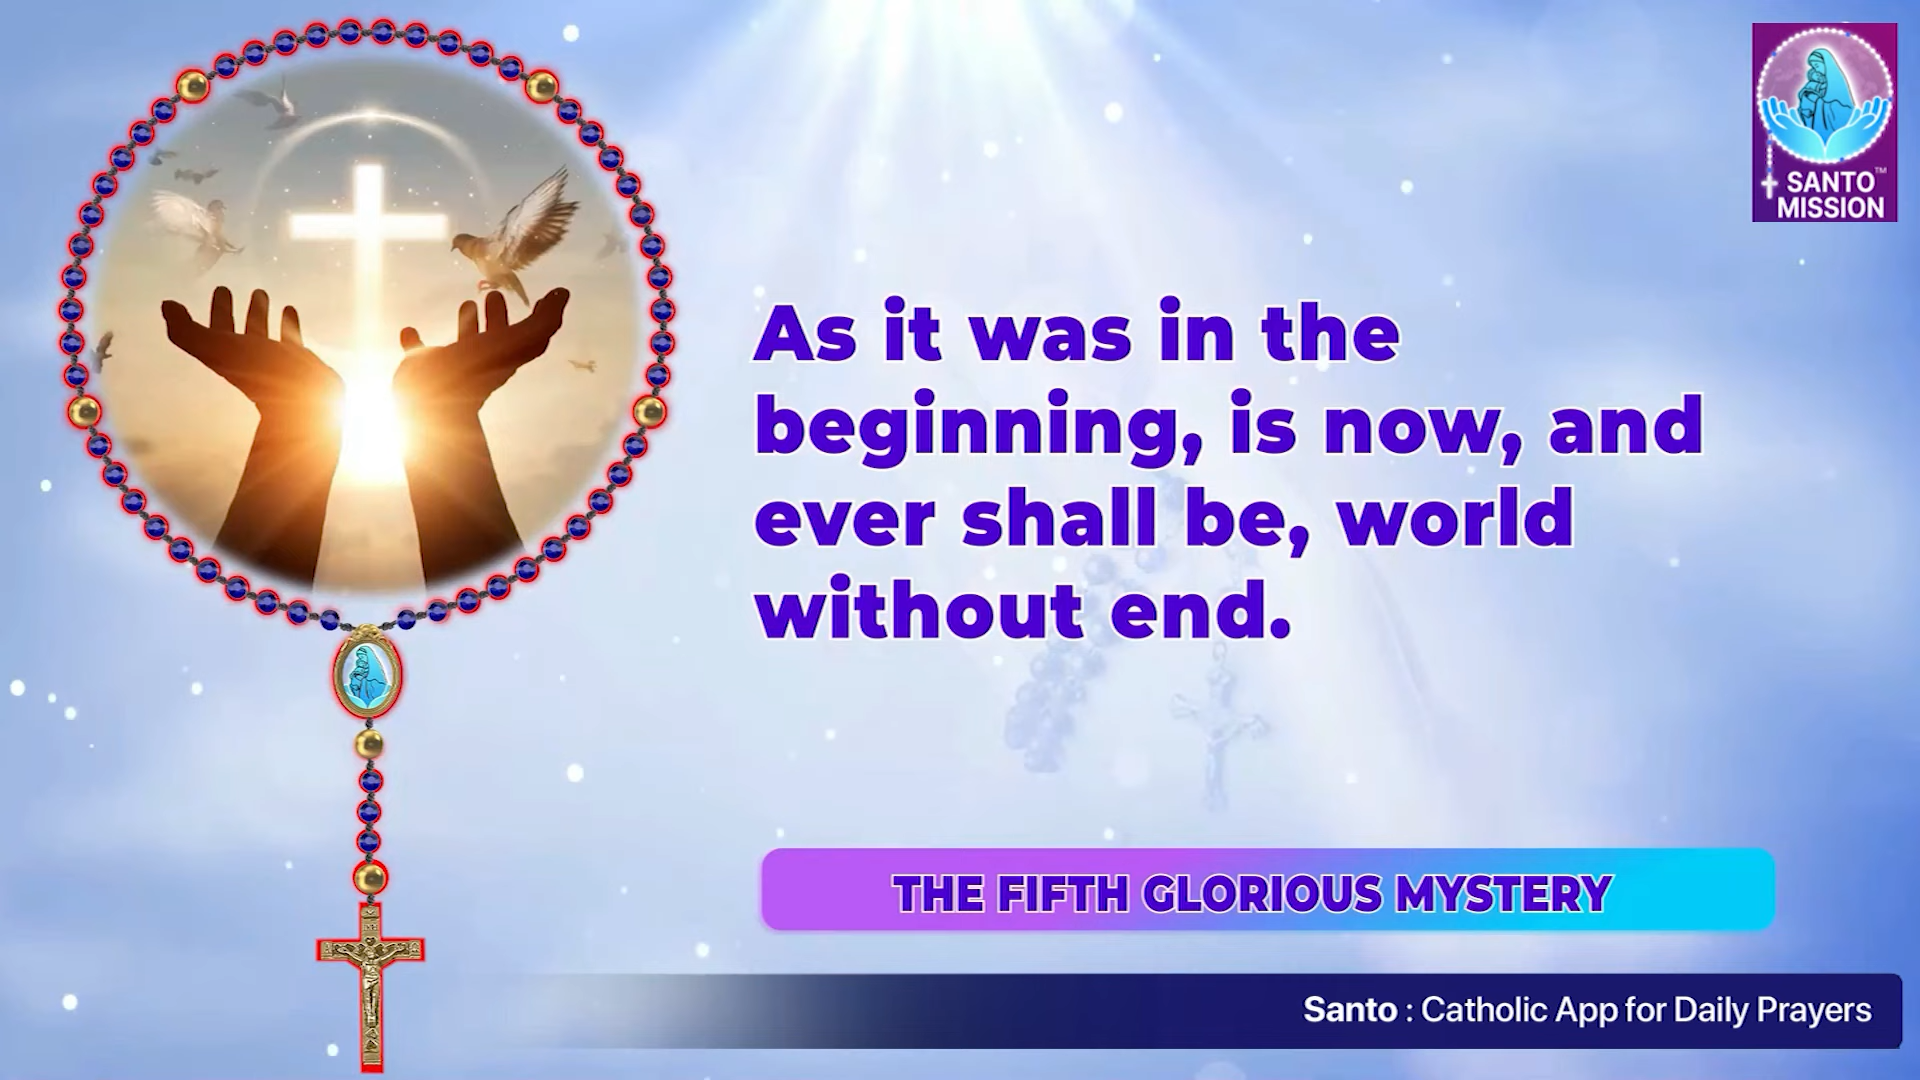 SANTO™
MISSION
As it was in the
beginning, is now, and
ever shall be, world
without end.
THE FIFTH GLORIOUS MYSTERY
Santo : Catholic App for Daily Prayers